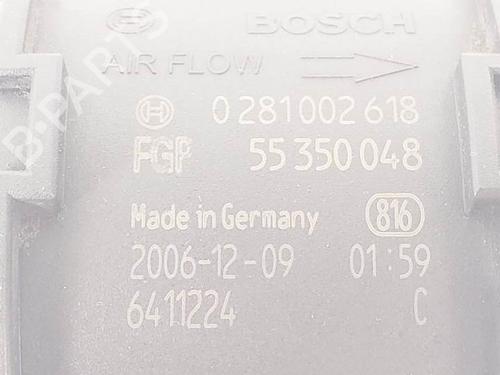 BOSCH
AIR FLOW
0 281 002 618
FGP 55 350 048
Made in Germany 816
2006-12-09 01:59
6411224 C
B-PARTS